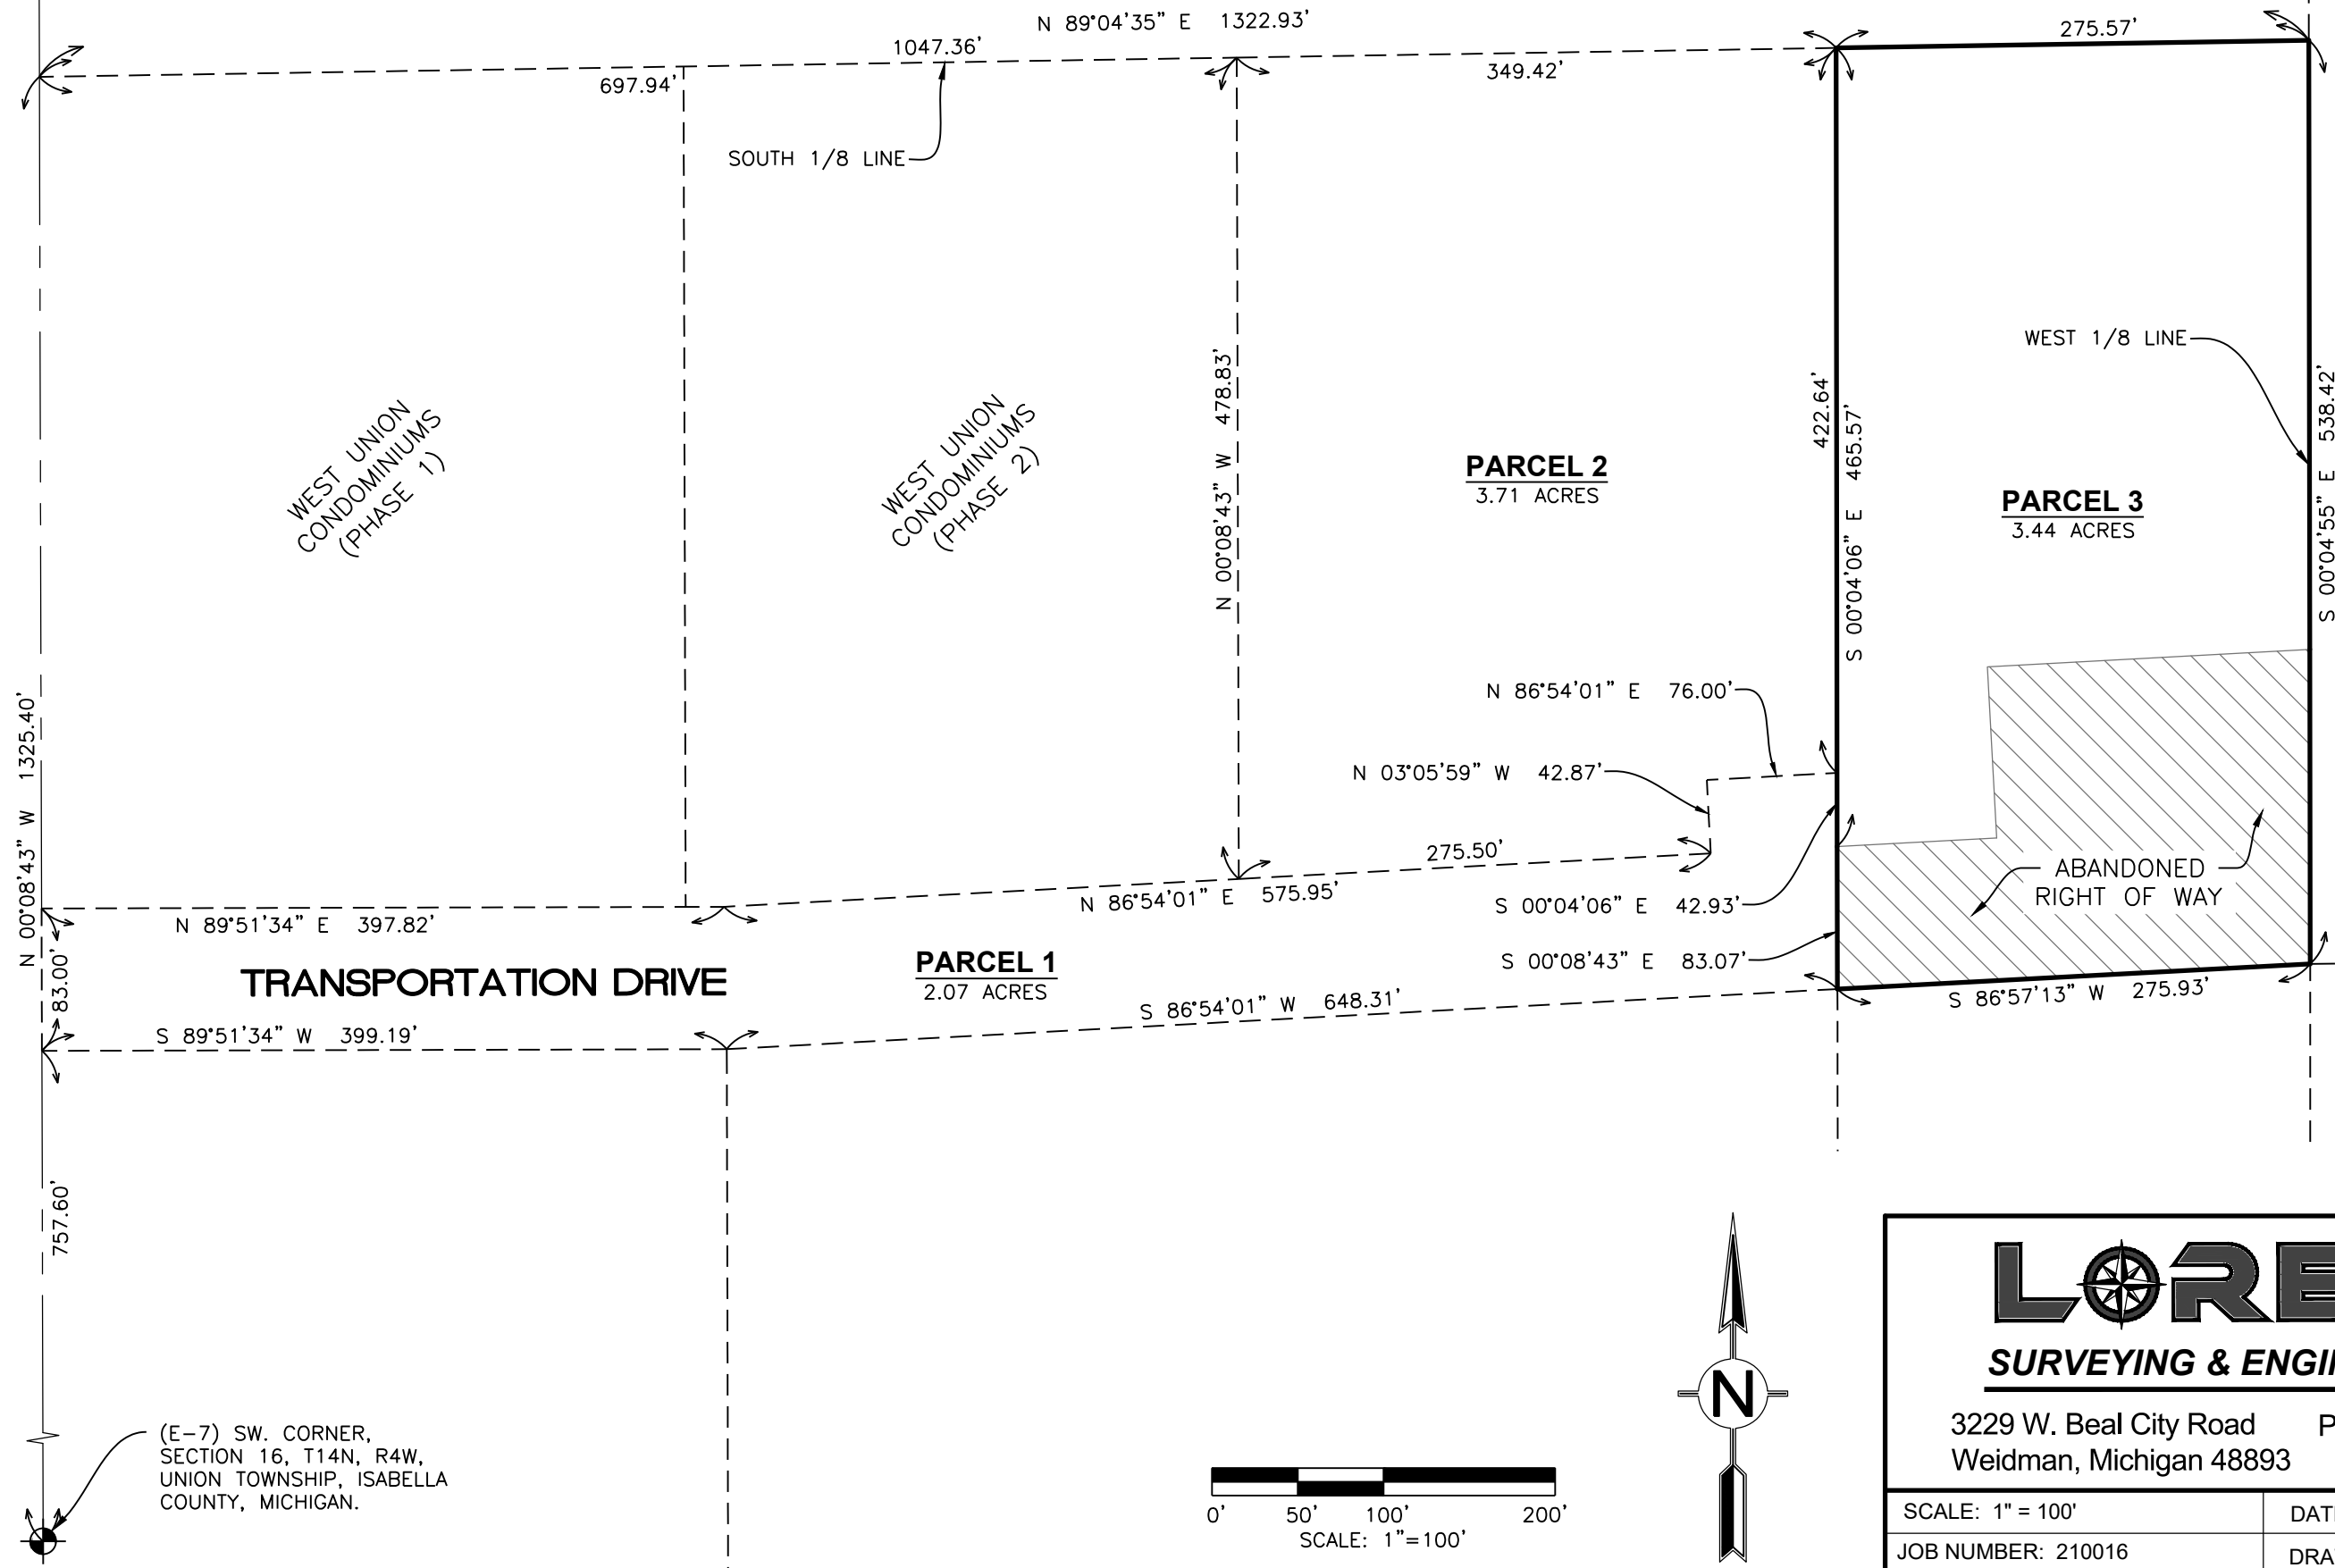 N 89°04'35" E 1322.93'
1047.36'
697.94'
349.42'
275.57'
SOUTH 1/8 LINE
WEST 1/8 LINE
WEST UNION
CONDOMINIUMS
(PHASE 1)
WEST UNION
CONDOMINIUMS
(PHASE 2)
N 00°08'43" W 478.83'
PARCEL 2
3.71 ACRES
422.64'
S 00°04'06" E 465.57'
PARCEL 3
3.44 ACRES
S 00°04'55" E 538.42'
N 86°54'01" E 76.00'
N 03°05'59" W 42.87'
275.50'
N 86°54'01" E 575.95'
S 00°04'06" E 42.93'
S 00°08'43" E 83.07'
ABANDONED
RIGHT OF WAY
N 00°08'43" W 1325.40'
N 89°51'34" E 397.82'
83.00'
TRANSPORTATION DRIVE
PARCEL 1
2.07 ACRES
S 86°54'01" W 648.31'
S 86°57'13" W 275.93'
S 89°51'34" W 399.19'
757.60'
(E-7) SW. CORNER,
SECTION 16, T14N, R4W,
UNION TOWNSHIP, ISABELLA
COUNTY, MICHIGAN.
0' 50' 100' 200'
SCALE: 1"=100'
N
LORE
SURVEYING & ENGI
3229 W. Beal City Road P
Weidman, Michigan 48893
SCALE: 1" = 100' DAT
JOB NUMBER: 210016 DRA